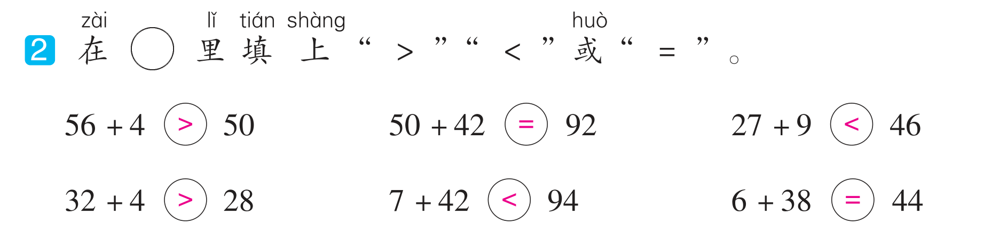 zài lǐ tián shàng huò
2 在 ○ 里 填 上 “ > ” “ < ” 或 “ = ” 。
56 + 4 > 50 50 + 42 = 92 27 + 9 < 46
32 + 4 > 28 7 + 42 < 94 6 + 38 = 44